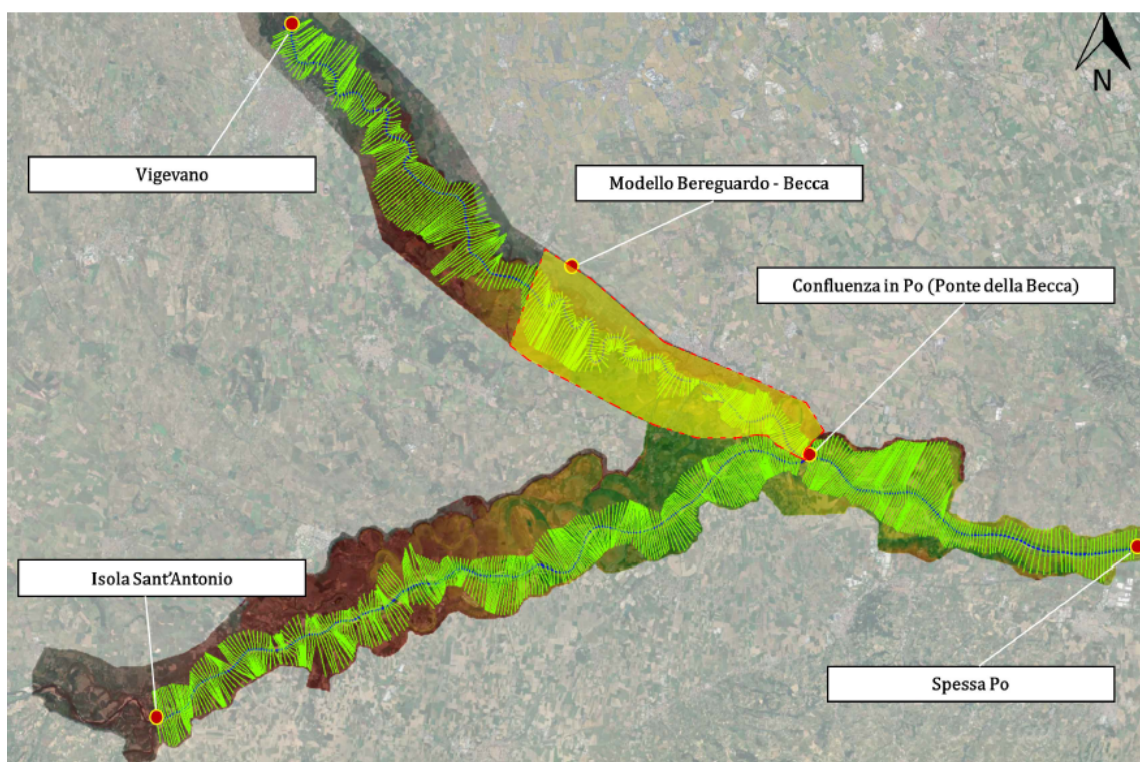 N
Vigevano
Modello Bereguardo - Becca
Confluenza in Po (Ponte della Becca)
Isola Sant'Antonio
Spessa Po